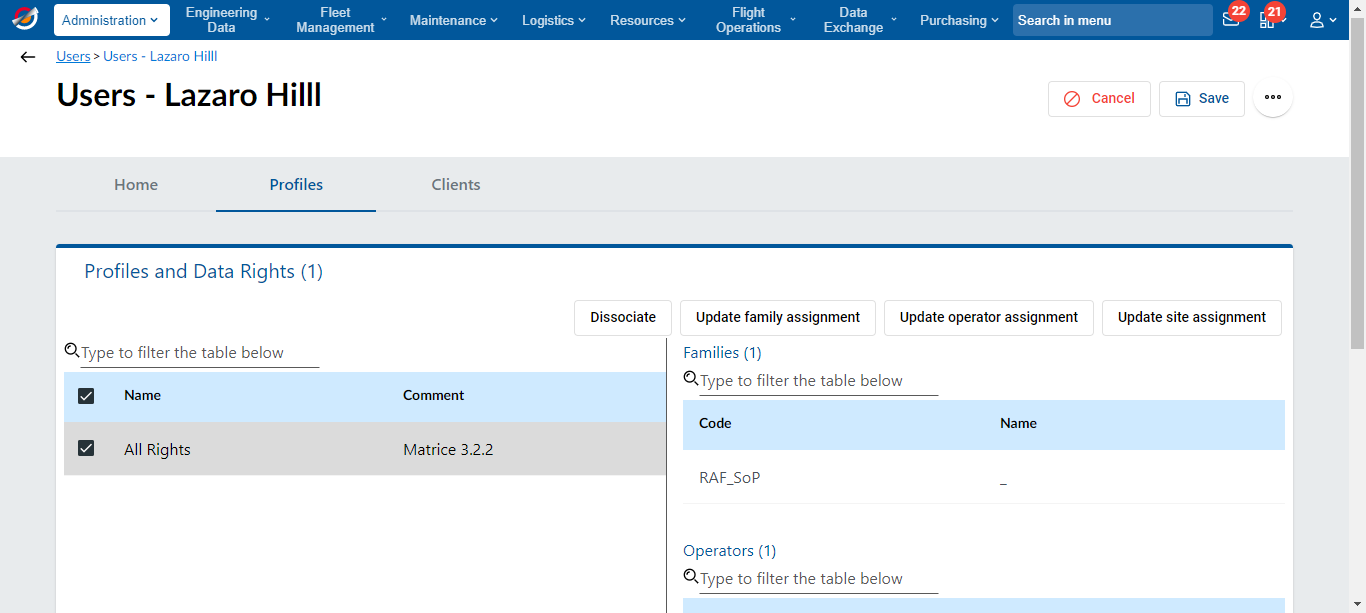 Administration
Engineering
Data
Fleet
Management
Maintenance
Logistics
Resources
Flight
Operations
Data
Exchange
Purchasing
Search in menu
22
21
Users > Users - Lazaro Hilll
Users - Lazaro Hilll
Cancel
Save
Home
Profiles
Clients
Profiles and Data Rights (1)
Dissociate
Update family assignment
Update operator assignment
Update site assignment
Type to filter the table below
Name
Comment
All Rights
Matrice 3.2.2
Families (1)
Type to filter the table below
Code
Name
RAF_SoP
_
Operators (1)
Type to filter the table below